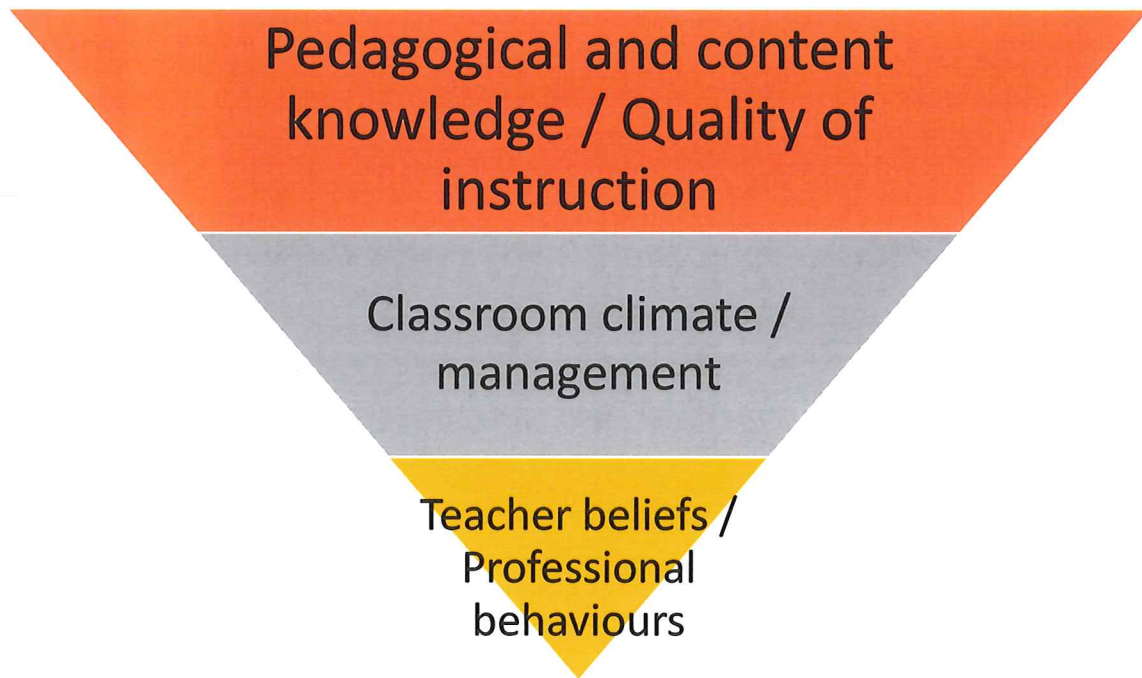 Pedagogical and content
knowledge / Quality of
instruction
Classroom climate /
management
Teacher beliefs /
Professional
behaviours